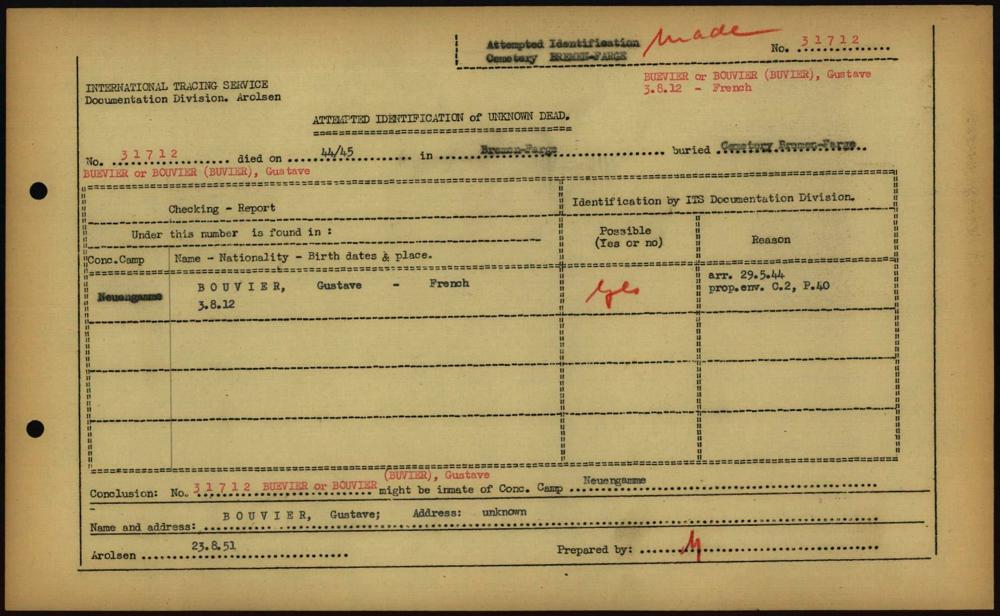 Attempted Identification made No. 31712
Cemetery BREMEN-FARGE
BUEVIER or BOUVIER (BUVIER), Gustave
3.8.12 - French
INTERNATIONAL TRACING SERVICE
Documentation Division. Arolsen
ATTEMPTED IDENTIFICATION of UNKNOWN DEAD.
No. 31712 died on 44/45 in Bremen-Farge buried Cemetery Bremen-Farge
BUEVIER or BOUVIER (BUVIER), Gustave
Checking - Report
Identification by ITS Documentation Division.
Under this number is found in :
Possible
(Yes or no)
Reason
Conc.Camp
Name - Nationality - Birth dates & place.
Neuengamme
BOUVIER, Gustave - French
3.8.12
Yes
arr. 29.5.44
prop.env. C.2, P.40
(BUVIER), Gustave
Conclusion: No. 31712 BUEVIER or BOUVIER might be inmate of Conc. Camp Neuengamme
Name and address: BOUVIER, Gustave; Address: unknown
Arolsen 23.8.51
Prepared by: